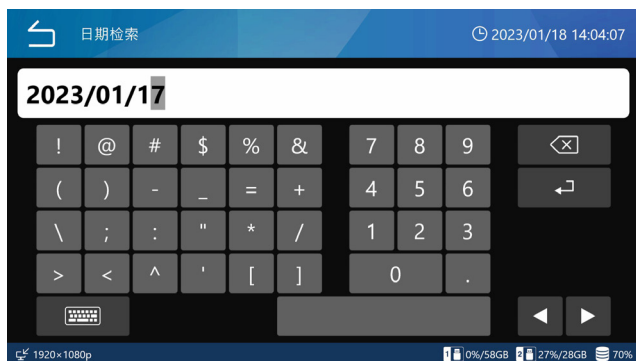 日期检索 2023/01/18 14:04:07
2023/01/17
! @ # $ % & 7 8 9
( ) - _ = + 4 5 6
\ ; : " * / 1 2 3
> < ^ ' [ ] 0 .
1920×1080p 1 0%/58GB 2 27%/28GB 70%